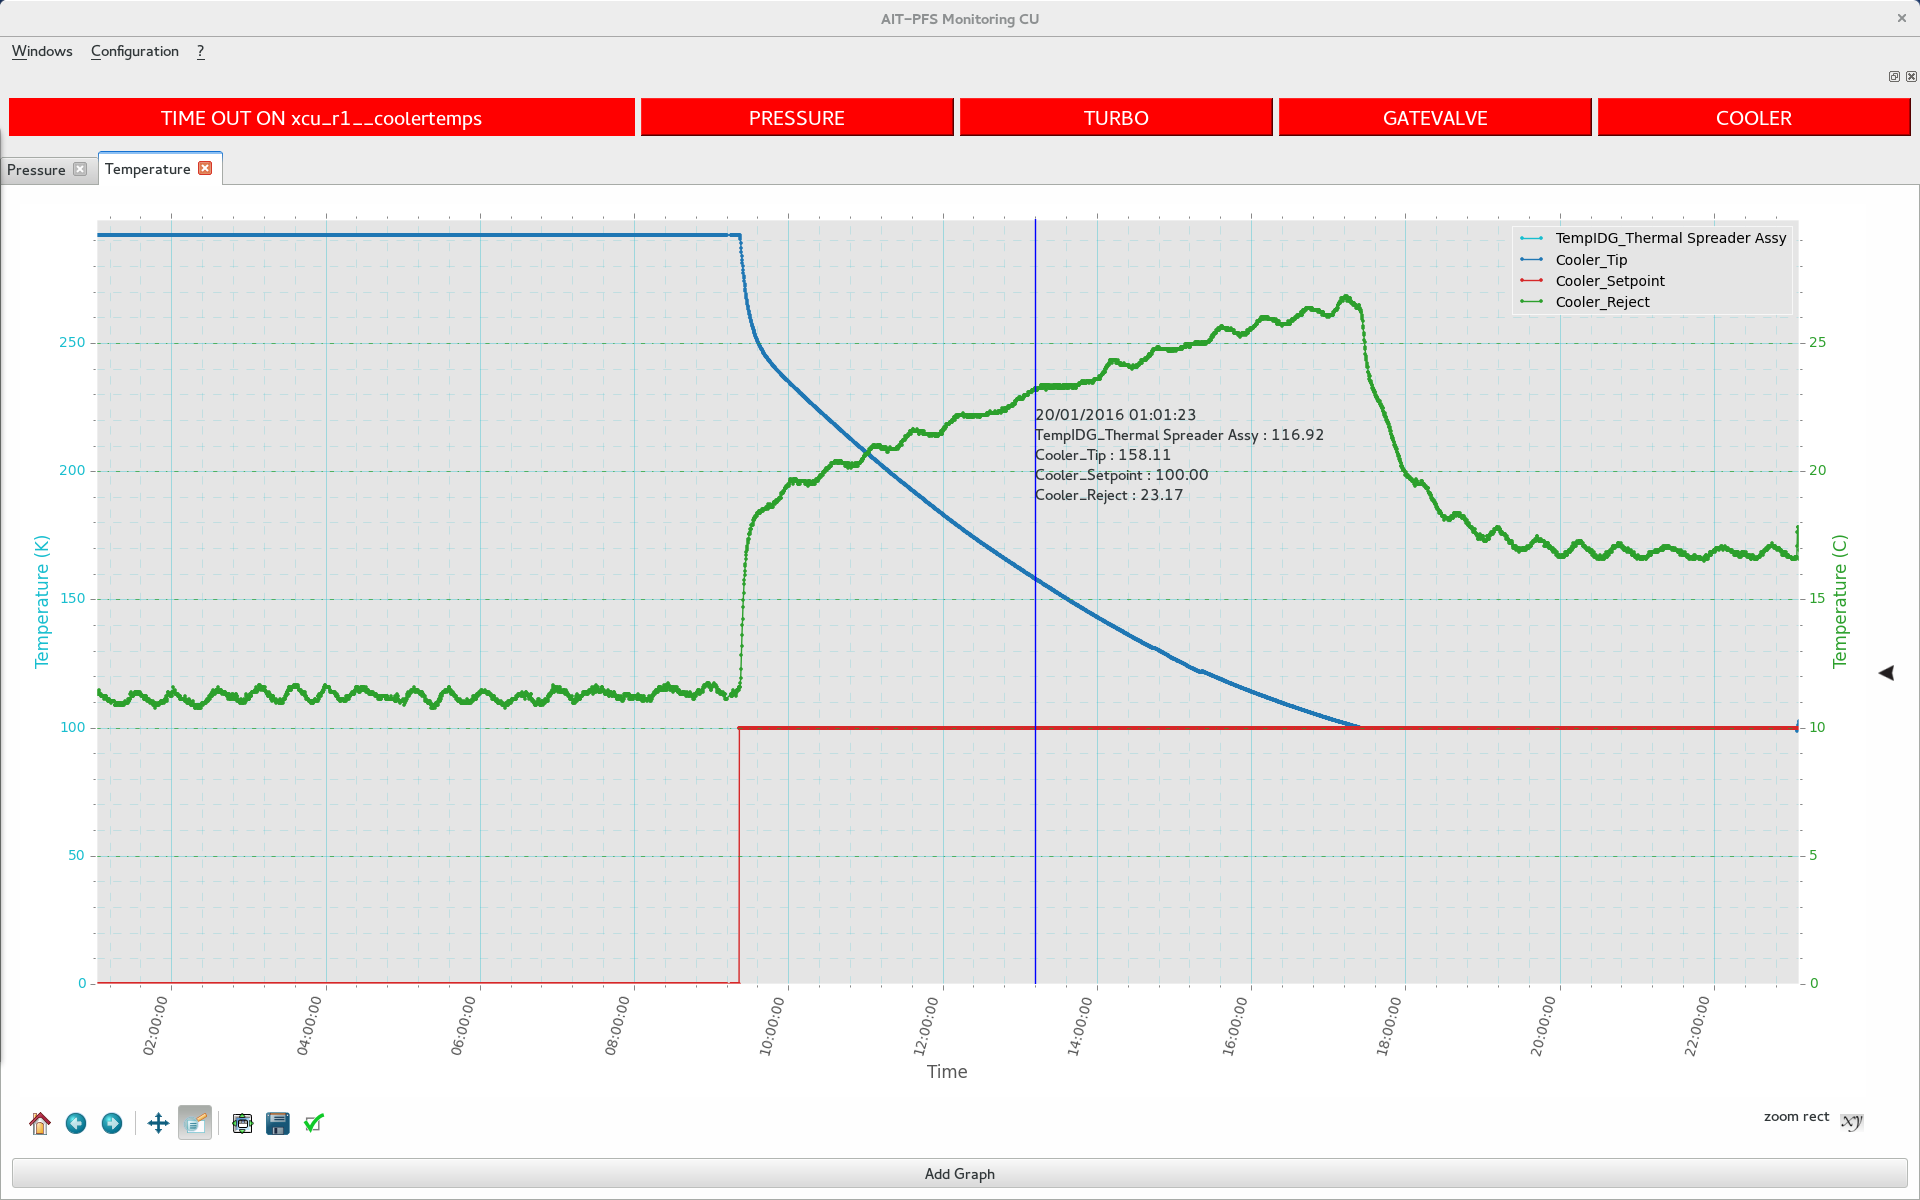 AIT-PFS Monitoring CU
Windows Configuration ?
TIME OUT ON xcu_r1__coolertemps PRESSURE TURBO GATEVALVE COOLER
Pressure Temperature
TempIDG_Thermal Spreader Assy
Cooler_Tip
Cooler_Setpoint
Cooler_Reject
250
200
150
100
50
0
Temperature (K)
20/01/2016 01:01:23
TempIDG_Thermal Spreader Assy : 116.92
Cooler_Tip : 158.11
Cooler_Setpoint : 100.00
Cooler_Reject : 23.17
25
20
15
10
5
0
Temperature (C)
02:00:00 04:00:00 06:00:00 08:00:00 10:00:00 12:00:00 14:00:00 16:00:00 18:00:00 20:00:00 22:00:00
Time
zoom rect xy
Add Graph